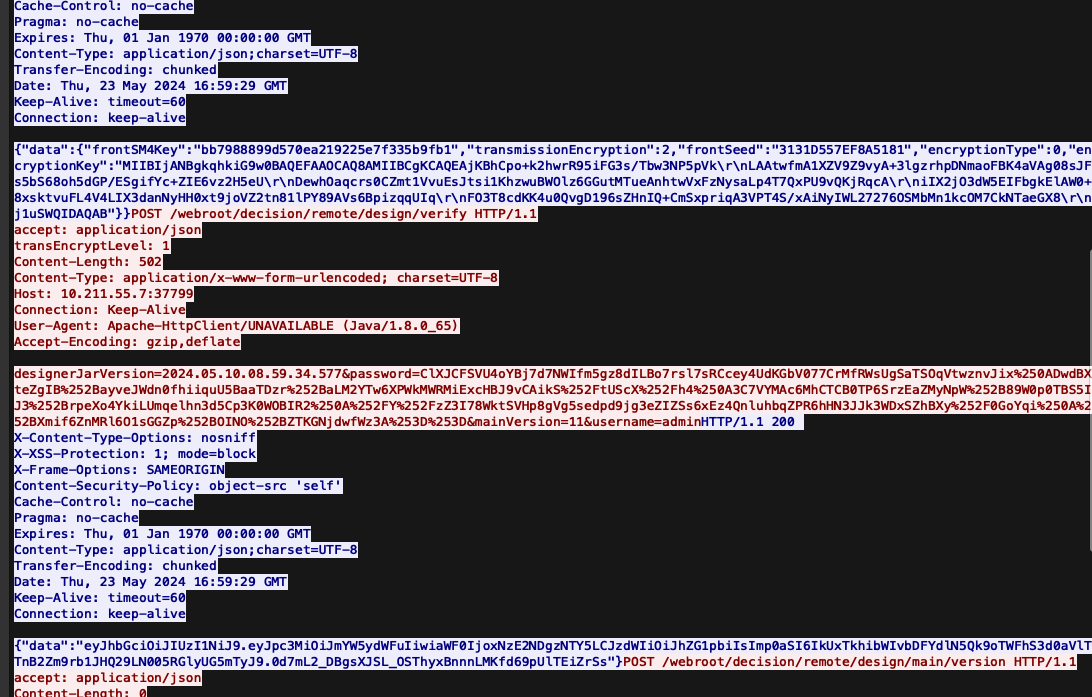 Cache-Control: no-cache
Pragma: no-cache
Expires: Thu, 01 Jan 1970 00:00:00 GMT
Content-Type: application/json;charset=UTF-8
Transfer-Encoding: chunked
Date: Thu, 23 May 2024 16:59:29 GMT
Keep-Alive: timeout=60
Connection: keep-alive
{"data":{"frontSM4Key":"bb7988899d570ea219225e7f335b9fb1","transmissionEncryption":2,"frontSeed":"3131D557EF8A5181","encryptionType":0,"en
cryptionKey":"MIIBIjANBgkqhkiG9w0BAQEFAAOCAQ8AMIIBCgKCAQEAjKBhCpo+k2hwrR95iFG3s/Tbw3NP5pVk\r\nLAAtwfmA1XZV9Z9vyA+3lgzrhpDNmaoFBK4aVAg08sJF
s5bS68oh5dGP/ESgifYc+ZIE6vz2H5eU\r\nDewhOaqcrs0CZmt1VvuEsJtsi1KhzwuBWOlz6GGutMTueAnhtwVxFzNysaLp4T7QxPU9vQKjRqcA\r\niIX2jO3dW5EIFbgkElAW0+
8xsktvuFL4V4LIX3danNyHH0xt9joVZ2tn81lPY89AVs6BpizqqUIq\r\nFO3T8cdKK4u0QvgD196sZHnIQ+CmSxpriqA3VPT4S/xAiNyIWL27276OSMbMn1kcOM7CkNTaeGX8\r\n
j1uSWQIDAQAB"}}POST /webroot/decision/remote/design/verify HTTP/1.1
accept: application/json
transEncryptLevel: 1
Content-Length: 502
Content-Type: application/x-www-form-urlencoded; charset=UTF-8
Host: 10.211.55.7:37799
Connection: Keep-Alive
User-Agent: Apache-HttpClient/UNAVAILABLE (Java/1.8.0_65)
Accept-Encoding: gzip,deflate
designerJarVersion=2024.05.10.08.59.34.577&password=ClXJCFSVU4oYBj7d7NWIfm5gz8dILBo7rsl7sRCcey4UdKGbV077CrMfRWsUgSaTSOqVtwznvJix%250AADwdBX
teZgIB%252BayveJWdn0fhiiquU5BaaTDzr%252BaLM2YTw6XPWkMWRMiExcHBJ9vCAikS%252FtUScX%252Fh4%250A3C7VYMAc6MhCTCB0TP6SrzEaZMyNpW%252B89W0p0TBS5I
J3%252BrpeXo4YkiLUmqelhn3d5Cp3K0WOBIR2%250A%252FY%252FzZ3I78WktSVHp8gVg5sedpd9jg3eZIZSs6xEz4QnluhbqZPR6hHN3JJk3WDxSZhBXy%252F0GoYqi%250A%2
52BXmif6ZnMRl6O1sGGZp%252BOINO%252BZTKGNjdwfWz3A%253D%253D&mainVersion=11&username=adminHTTP/1.1 200
X-Content-Type-Options: nosniff
X-XSS-Protection: 1; mode=block
X-Frame-Options: SAMEORIGIN
Content-Security-Policy: object-src 'self'
Cache-Control: no-cache
Pragma: no-cache
Expires: Thu, 01 Jan 1970 00:00:00 GMT
Content-Type: application/json;charset=UTF-8
Transfer-Encoding: chunked
Date: Thu, 23 May 2024 16:59:29 GMT
Keep-Alive: timeout=60
Connection: keep-alive
{"data":"eyJhbGciOiJIUzI1NiJ9.eyJpc3MiOiJmYW5ydWFuIiwiaWF0IjoxNzE2NDgzNTY5LCJzdWIiOiJhZG1pbiIsImp0aSI6IkUxTkhibWIvbDFYdlN5Qk9oTWFhS3d0aVlT
TnB2Zm9rb1JHQ29LN005RGlyUG5mTyJ9.0d7mL2_DBgsXJSL_OSThyxBnnnLMKfd69pUlTEiZrSs"}POST /webroot/decision/remote/design/main/version HTTP/1.1
accept: application/json
Content-Length: 0